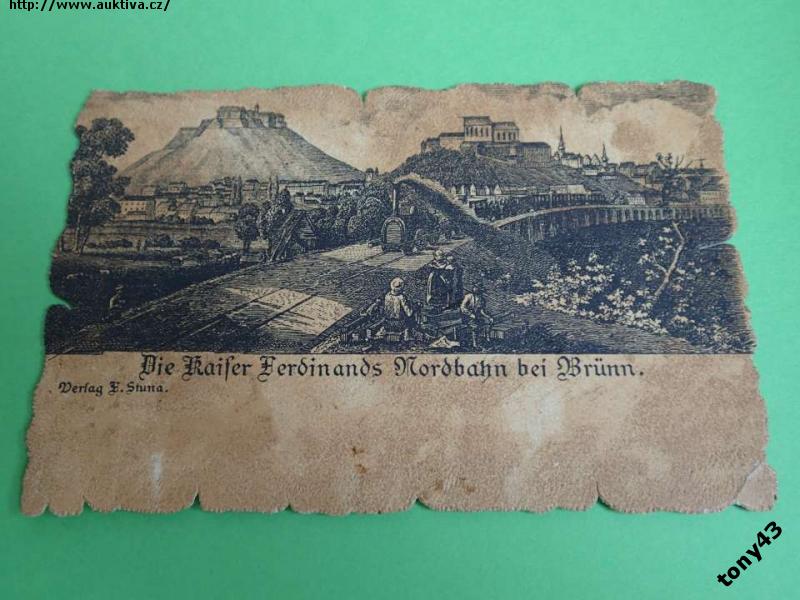 http://www.auktiva.cz/
Die Kaiser Ferdinands Nordbahn bei Brünn.
Verlag F. Stuna.
tony43